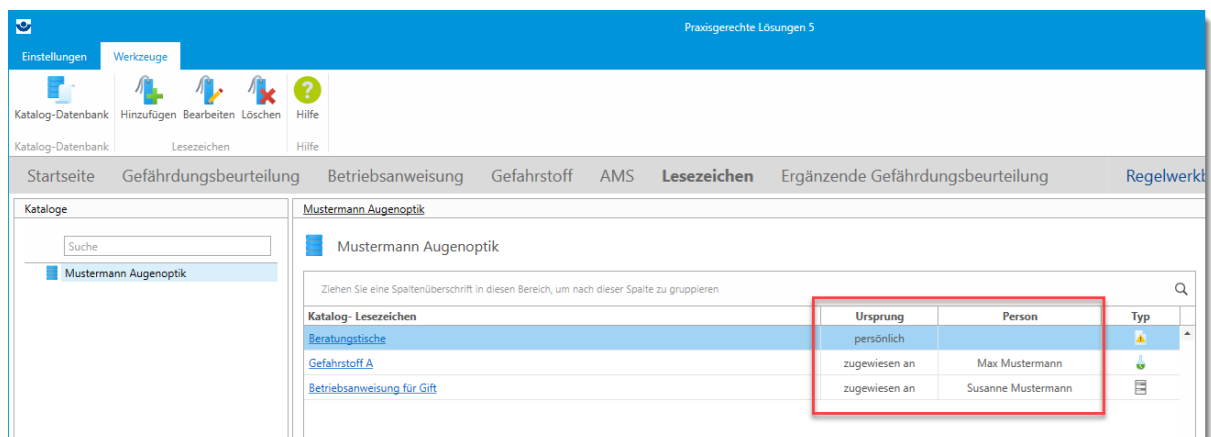 Praxisgerechte Lösungen 5
Einstellungen Werkzeuge
Katalog-Datenbank Hinzufügen Bearbeiten Löschen Hilfe
Katalog-Datenbank Lesezeichen Hilfe
Startseite Gefährdungsbeurteilung Betriebsanweisung Gefahrstoff AMS Lesezeichen Ergänzende Gefährdungsbeurteilung
Kataloge Mustermann Augenoptik
Suche Mustermann Augenoptik
Mustermann Augenoptik
Ziehen Sie eine Spaltenüberschrift in diesen Bereich, um nach dieser Spalte zu gruppieren
Katalog- Lesezeichen Ursprung Person Typ
Beratungstische persönlich
Gefahrstoff A zugewiesen an Max Mustermann
Betriebsanweisung für Gift zugewiesen an Susanne Mustermann